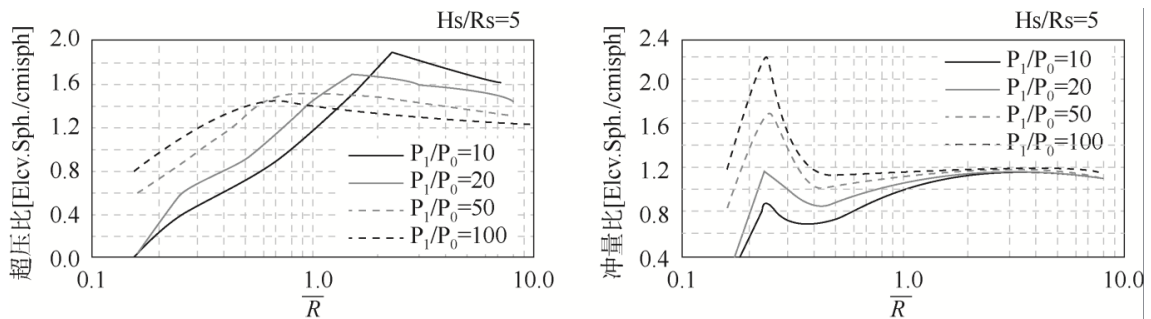 Hs/Rs=5
超压比[Elcv.Sph./cmisph]
2.0
1.6
1.2
0.8
0.4
0.0
P₁/P₀=10
P₁/P₀=20
P₁/P₀=50
P₁/P₀=100
0.1
1.0
10.0
R̅
Hs/Rs=5
冲量比[Elcv.Sph./cmisph]
2.4
2.0
1.6
1.2
0.8
0.4
P₁/P₀=10
P₁/P₀=20
P₁/P₀=50
P₁/P₀=100
0.1
1.0
10.0
R̅